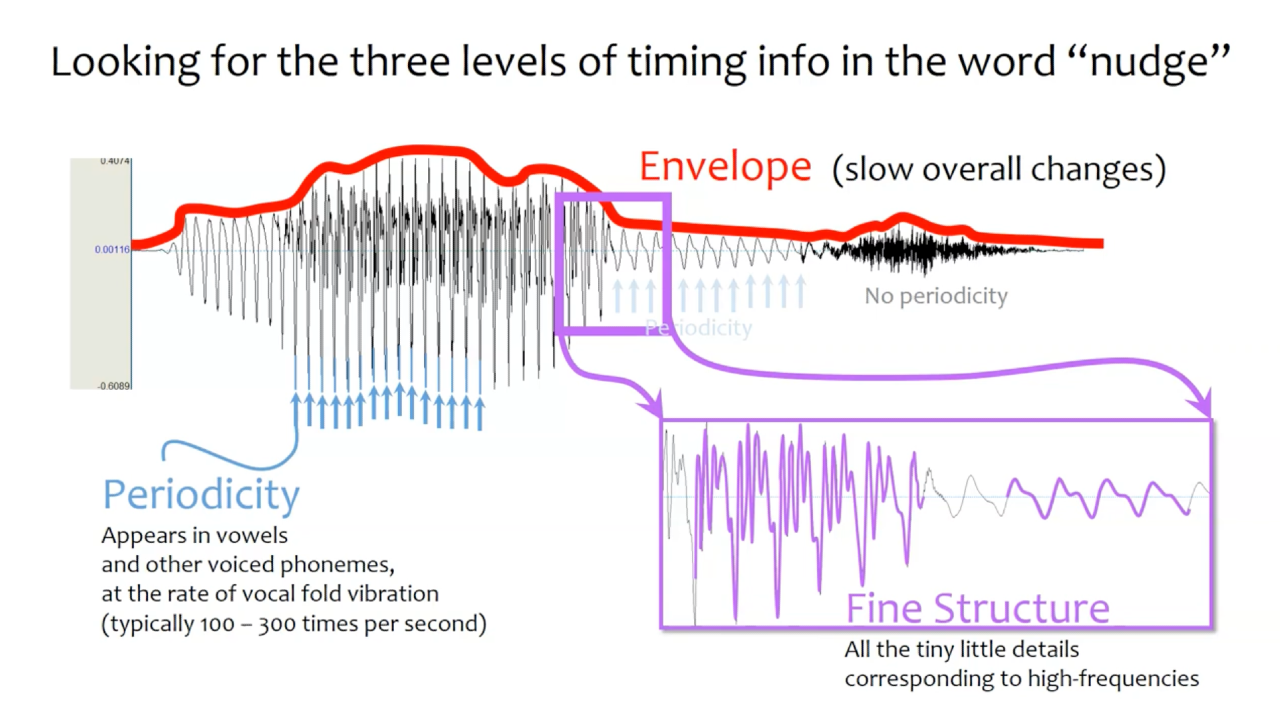 Looking for the three levels of timing info in the word “nudge”
0.4074
Envelope (slow overall changes)
0.00116
No periodicity
Periodicity
-0.6089
Periodicity
Appears in vowels
and other voiced phonemes,
at the rate of vocal fold vibration
(typically 100 – 300 times per second)
Fine Structure
All the tiny little details
corresponding to high-frequencies